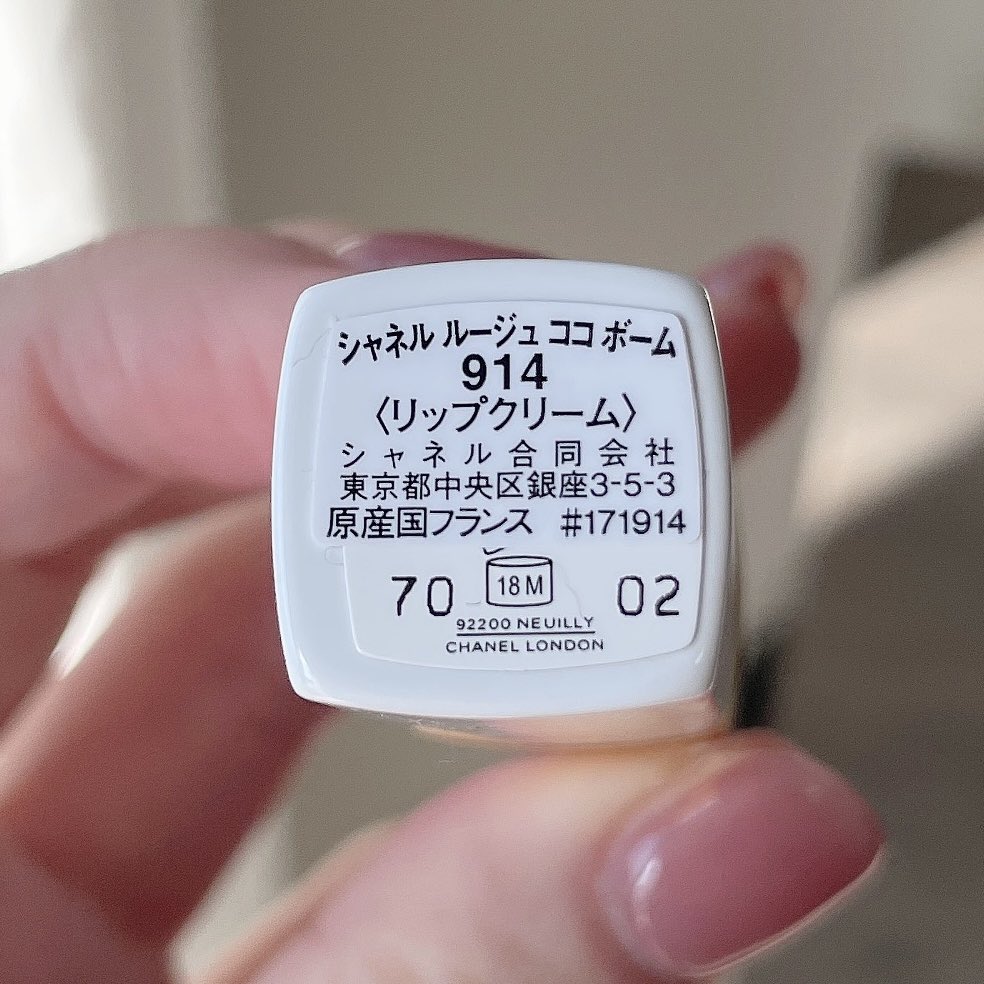 シャネル ルージュ ココ ボーム
914
〈リップクリーム〉
シャネル合同会社
東京都中央区銀座3-5-3
原産国フランス #171914
70 18M 02
92200 NEUILLY
CHANEL LONDON